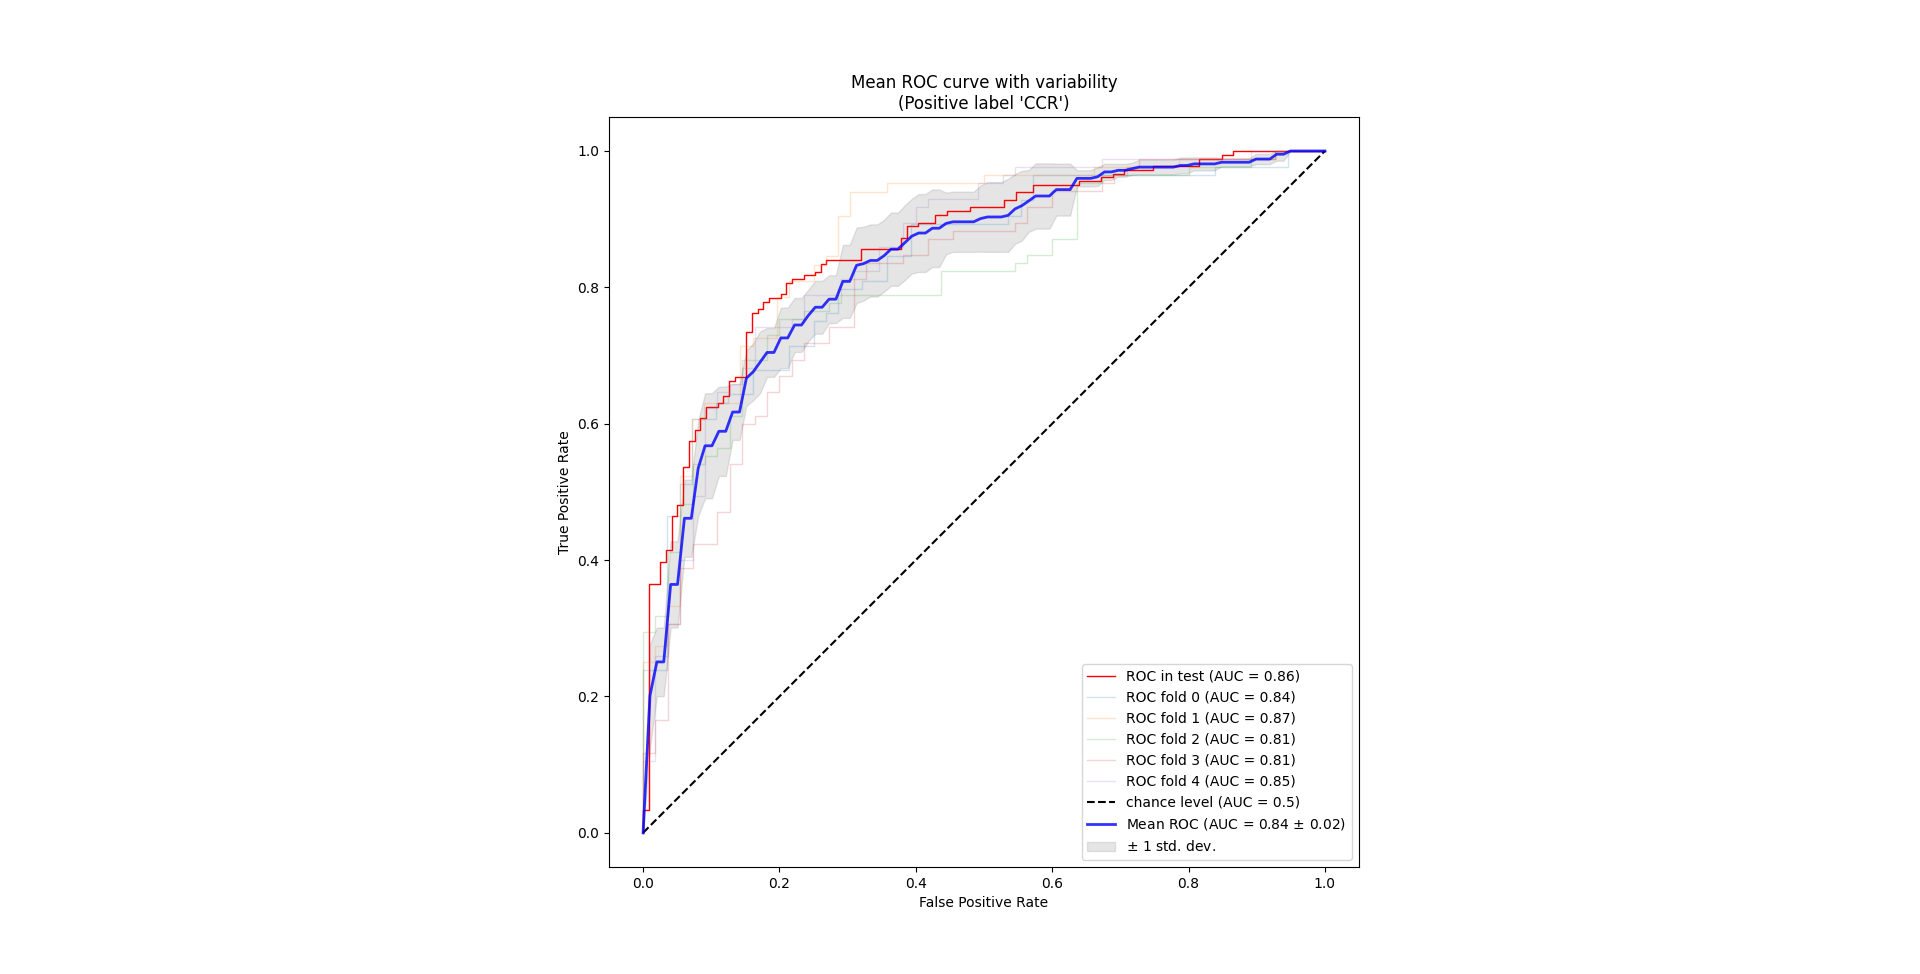 Mean ROC curve with variability
(Positive label 'CCR')
True Positive Rate
1.0
0.8
0.6
0.4
0.2
0.0
0.0 0.2 0.4 0.6 0.8 1.0
False Positive Rate
ROC in test (AUC = 0.86)
ROC fold 0 (AUC = 0.84)
ROC fold 1 (AUC = 0.87)
ROC fold 2 (AUC = 0.81)
ROC fold 3 (AUC = 0.81)
ROC fold 4 (AUC = 0.85)
chance level (AUC = 0.5)
Mean ROC (AUC = 0.84 ± 0.02)
± 1 std. dev.